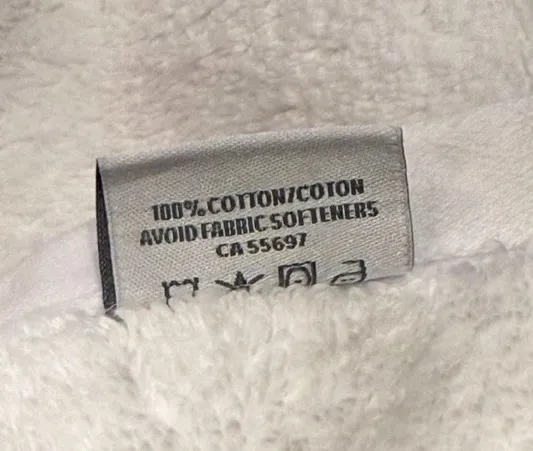 100% COTTON/COTON
AVOID FABRIC SOFTENERS
CA 55697